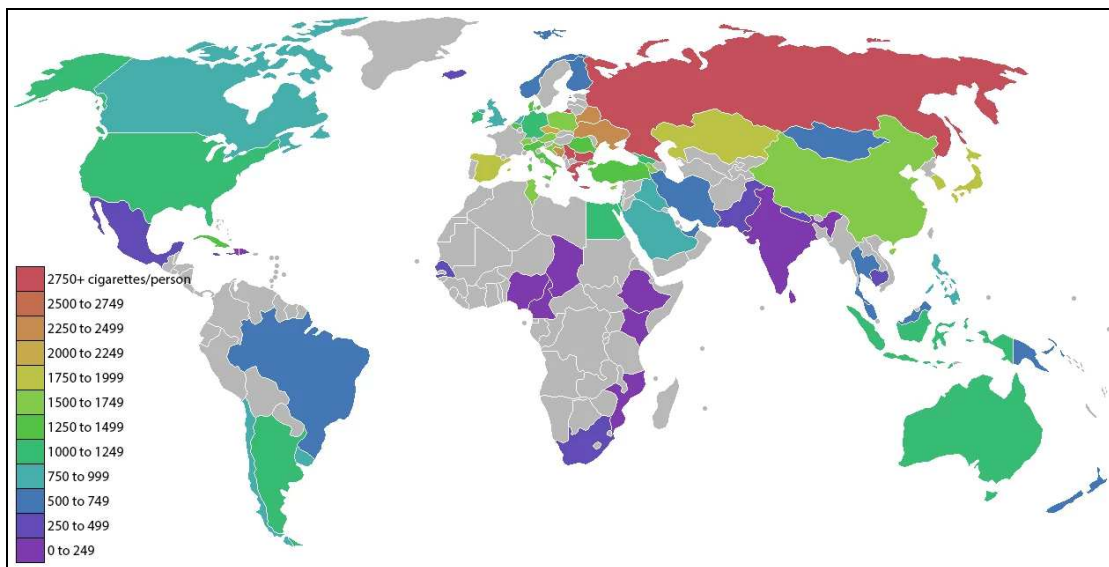 2750+ cigarettes/person
2500 to 2749
2250 to 2499
2000 to 2249
1750 to 1999
1500 to 1749
1250 to 1499
1000 to 1249
750 to 999
500 to 749
250 to 499
0 to 249